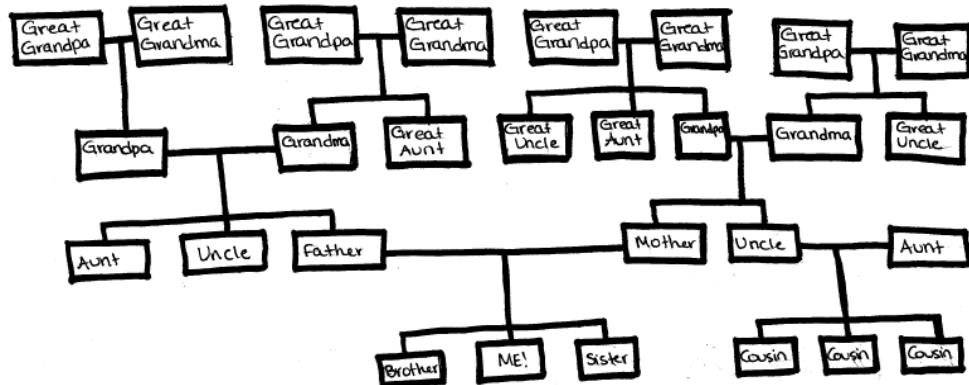 Great
Grandpa
Great
Grandma
Great
Grandpa
Great
Grandma
Great
Grandpa
Great
Grandma
Great
Grandpa
Great
Grandma
Grandpa
Grandma
Great
Aunt
Great
Uncle
Great
Aunt
Grandpa
Grandma
Great
Uncle
Aunt
Uncle
Father
Mother
Uncle
Aunt
Brother
ME!
Sister
Cousin
Cousin
Cousin